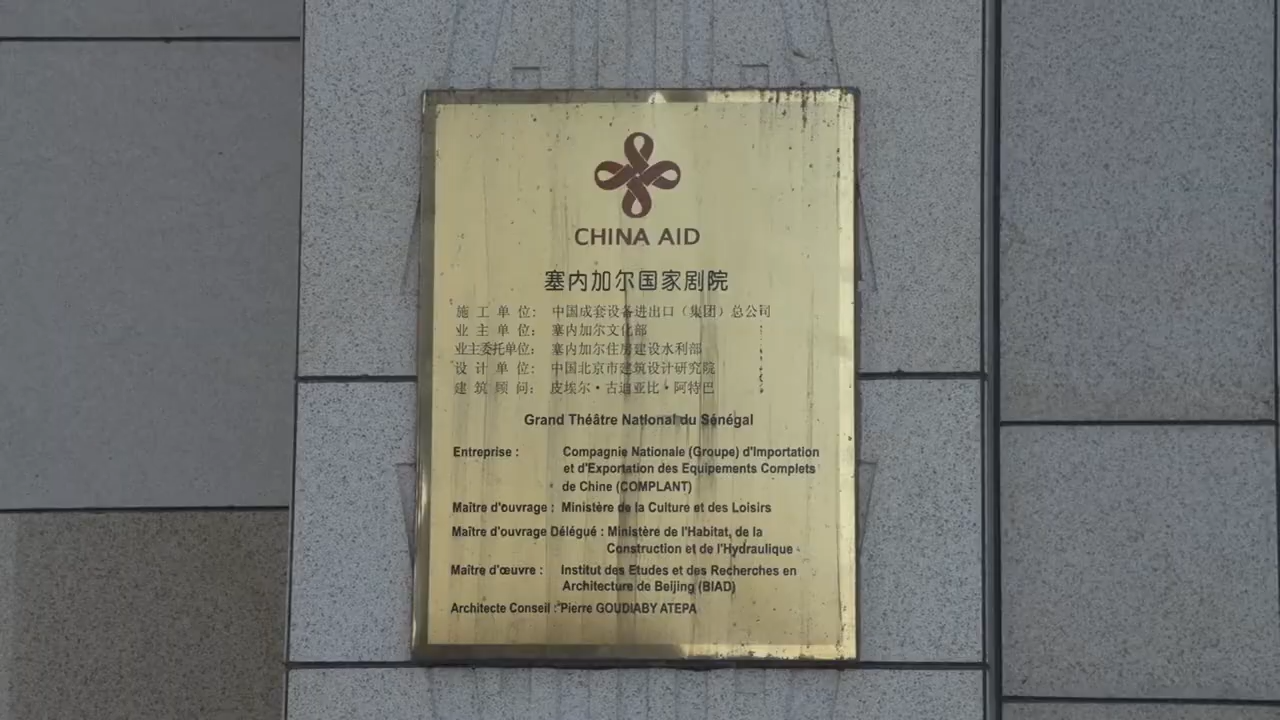 CHINA AID
塞内加尔国家剧院
施工单位: 中国成套设备进出口（集团）总公司
业主单位: 塞内加尔文化部
业主委托单位: 塞内加尔住房建设水利部
设计单位: 中国北京市建筑设计研究院
建筑顾问: 皮埃尔·古迪亚比·阿特巴
Grand Théâtre National du Sénégal
Entreprise : Compagnie Nationale (Groupe) d'Importation
et d'Exportation des Equipements Complets
de Chine (COMPLANT)
Maître d'ouvrage : Ministère de la Culture et des Loisirs
Maître d'ouvrage Délégué : Ministère de l'Habitat, de la
Construction et de l'Hydraulique
Maître d'œuvre : Institut des Etudes et des Recherches en
Architecture de Beijing (BIAD)
Architecte Conseil : Pierre GOUDIABY ATEPA